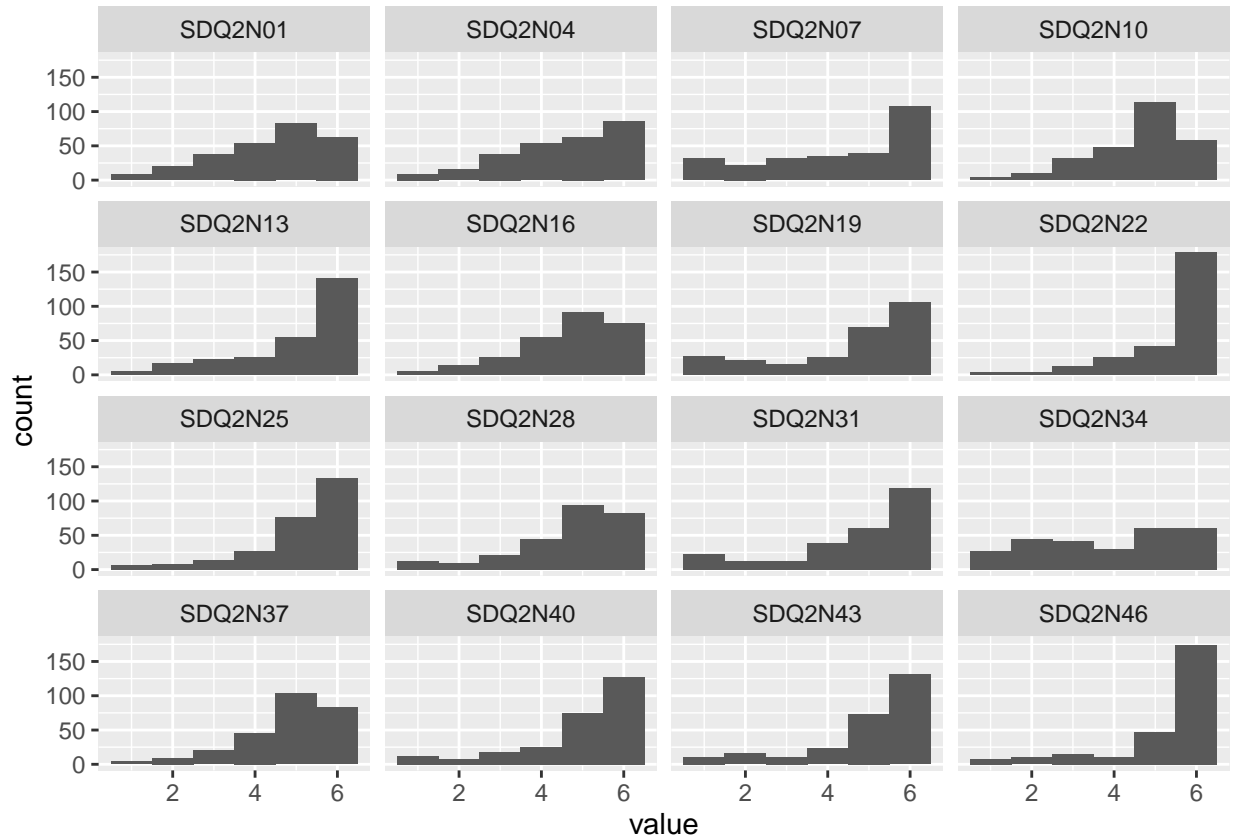 SDQ2N01 SDQ2N04 SDQ2N07 SDQ2N10
150
100
50
0
SDQ2N13 SDQ2N16 SDQ2N19 SDQ2N22
150
100
50
0
count
SDQ2N25 SDQ2N28 SDQ2N31 SDQ2N34
150
100
50
0
SDQ2N37 SDQ2N40 SDQ2N43 SDQ2N46
150
100
50
0
2 4 6 2 4 6 2 4 6 2 4 6
value